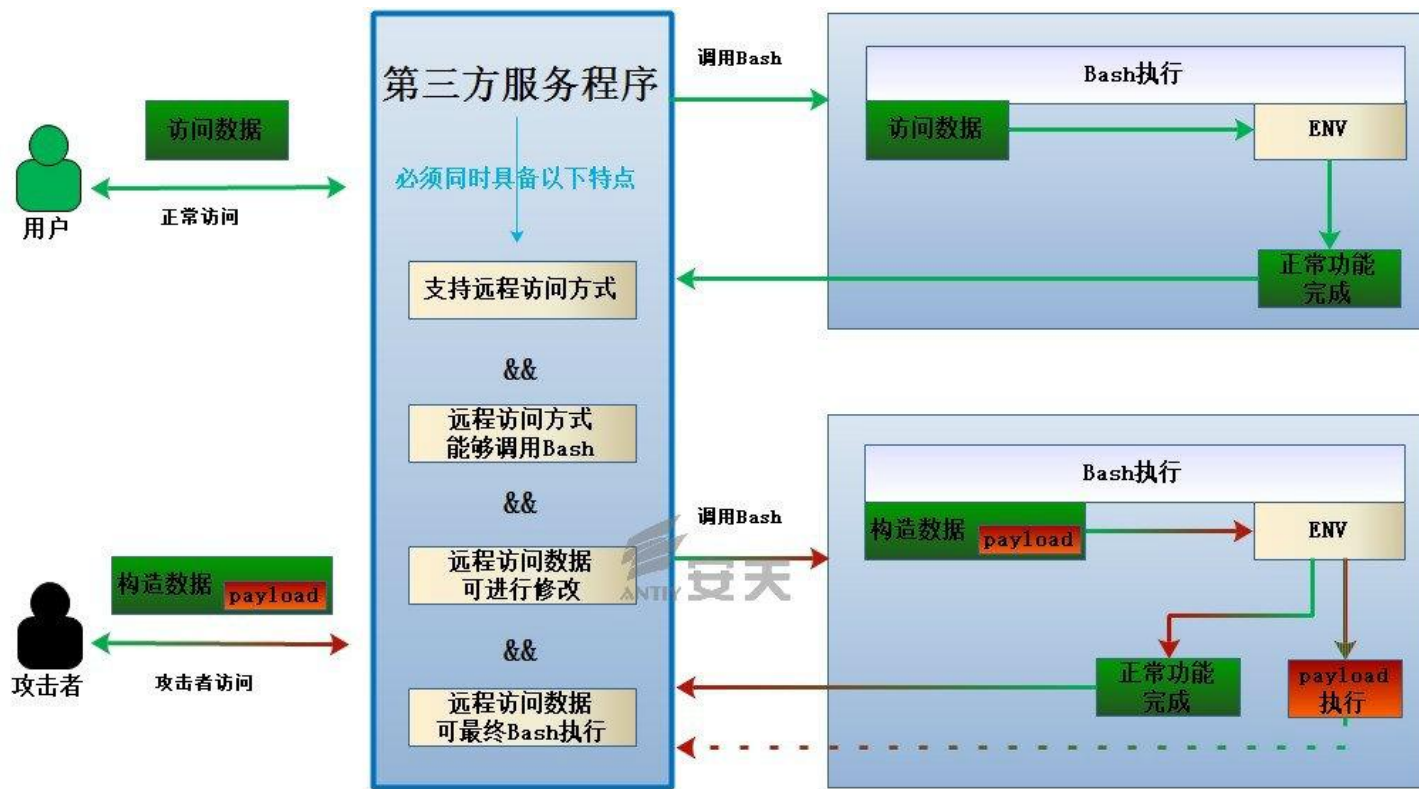 第三方服务程序
必须同时具备以下特点
支持远程访问方式
&&
远程访问方式
能够调用Bash
&&
远程访问数据
可进行修改
&&
远程访问数据
可最终Bash执行
访问数据
正常访问
用户
调用Bash
Bash执行
访问数据
ENV
正常功能
完成
构造数据
payload
攻击者访问
攻击者
调用Bash
Bash执行
构造数据
payload
ENV
正常功能
完成
payload
执行
安天
ANTIY